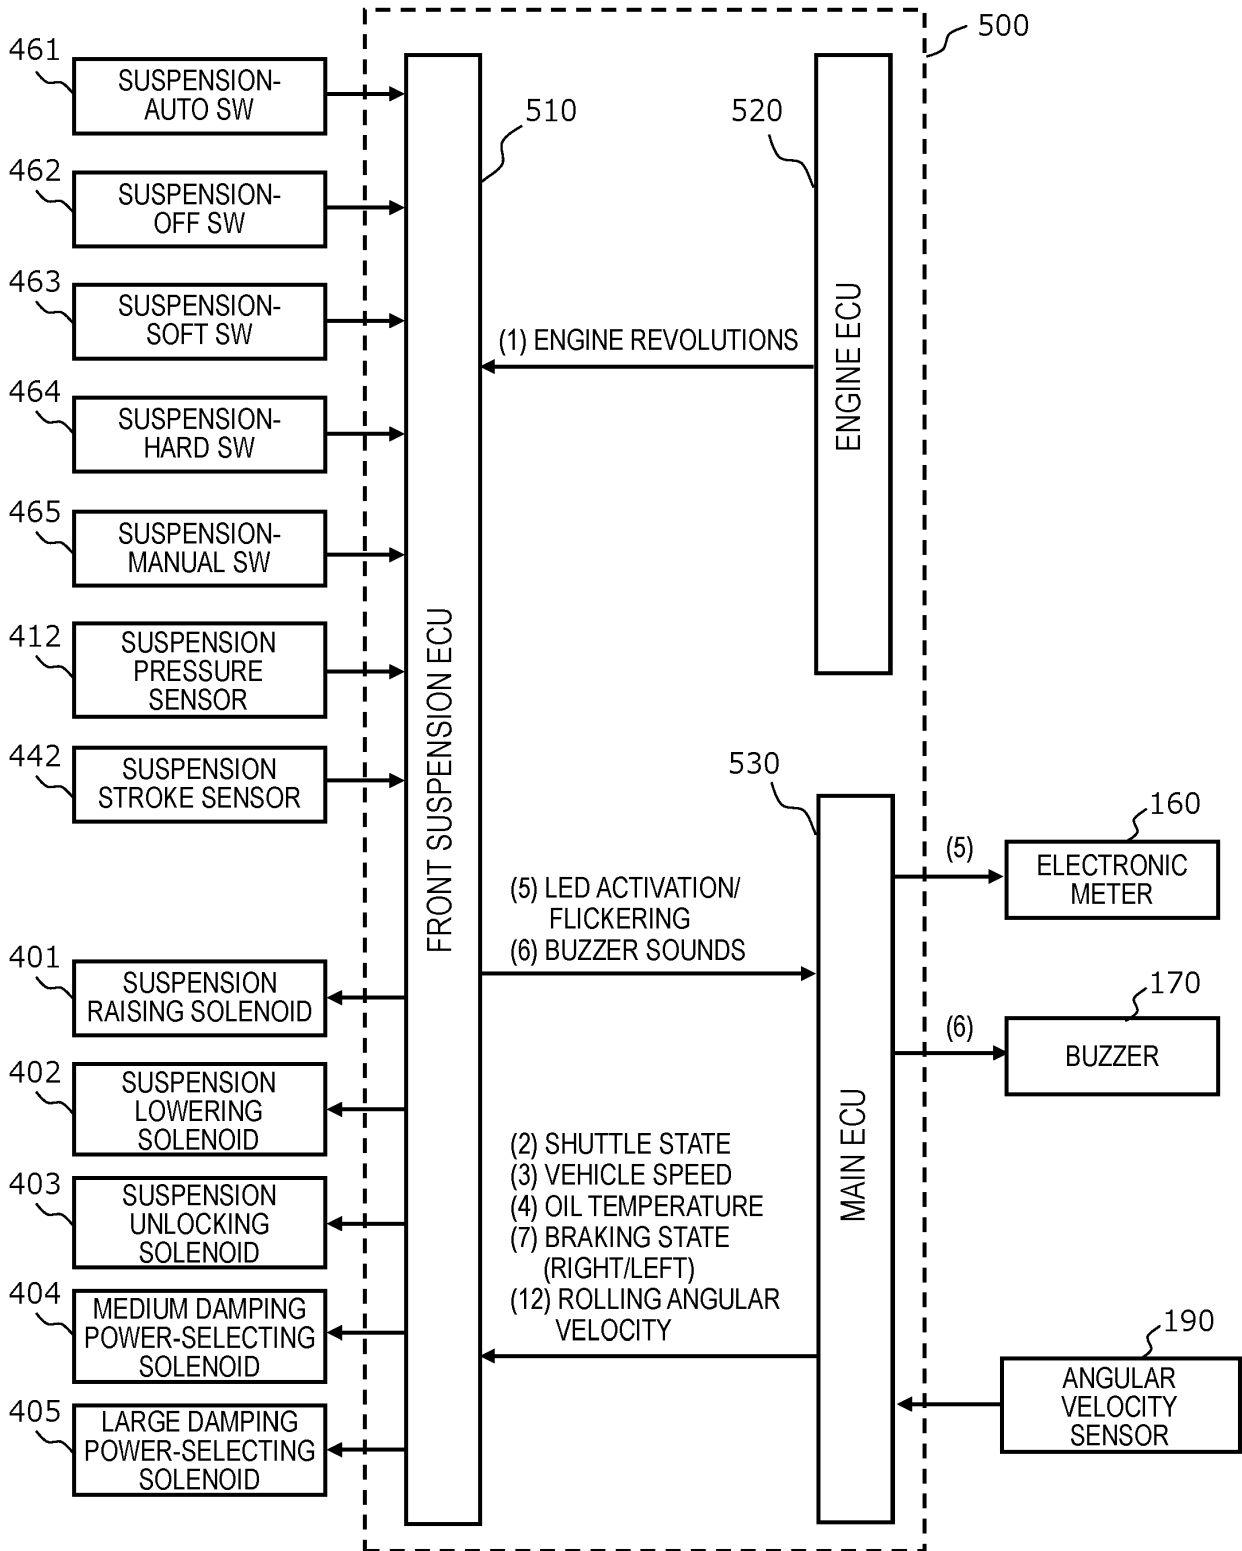 500
461
SUSPENSION-
AUTO SW
510
520
462
SUSPENSION-
OFF SW
463
SUSPENSION-
SOFT SW
(1) ENGINE REVOLUTIONS
ENGINE ECU
464
SUSPENSION-
HARD SW
465
SUSPENSION-
MANUAL SW
412
SUSPENSION
PRESSURE
SENSOR
FRONT SUSPENSION ECU
442
SUSPENSION
STROKE SENSOR
530
160
(5)
ELECTRONIC
METER
(5) LED ACTIVATION/
FLICKERING
(6) BUZZER SOUNDS
401
SUSPENSION
RAISING SOLENOID
170
(6)
BUZZER
402
SUSPENSION
LOWERING
SOLENOID
MAIN ECU
(2) SHUTTLE STATE
(3) VEHICLE SPEED
(4) OIL TEMPERATURE
(7) BRAKING STATE
(RIGHT/LEFT)
(12) ROLLING ANGULAR
VELOCITY
403
SUSPENSION
UNLOCKING
SOLENOID
404
MEDIUM DAMPING
POWER-SELECTING
SOLENOID
190
ANGULAR
VELOCITY
SENSOR
405
LARGE DAMPING
POWER-SELECTING
SOLENOID